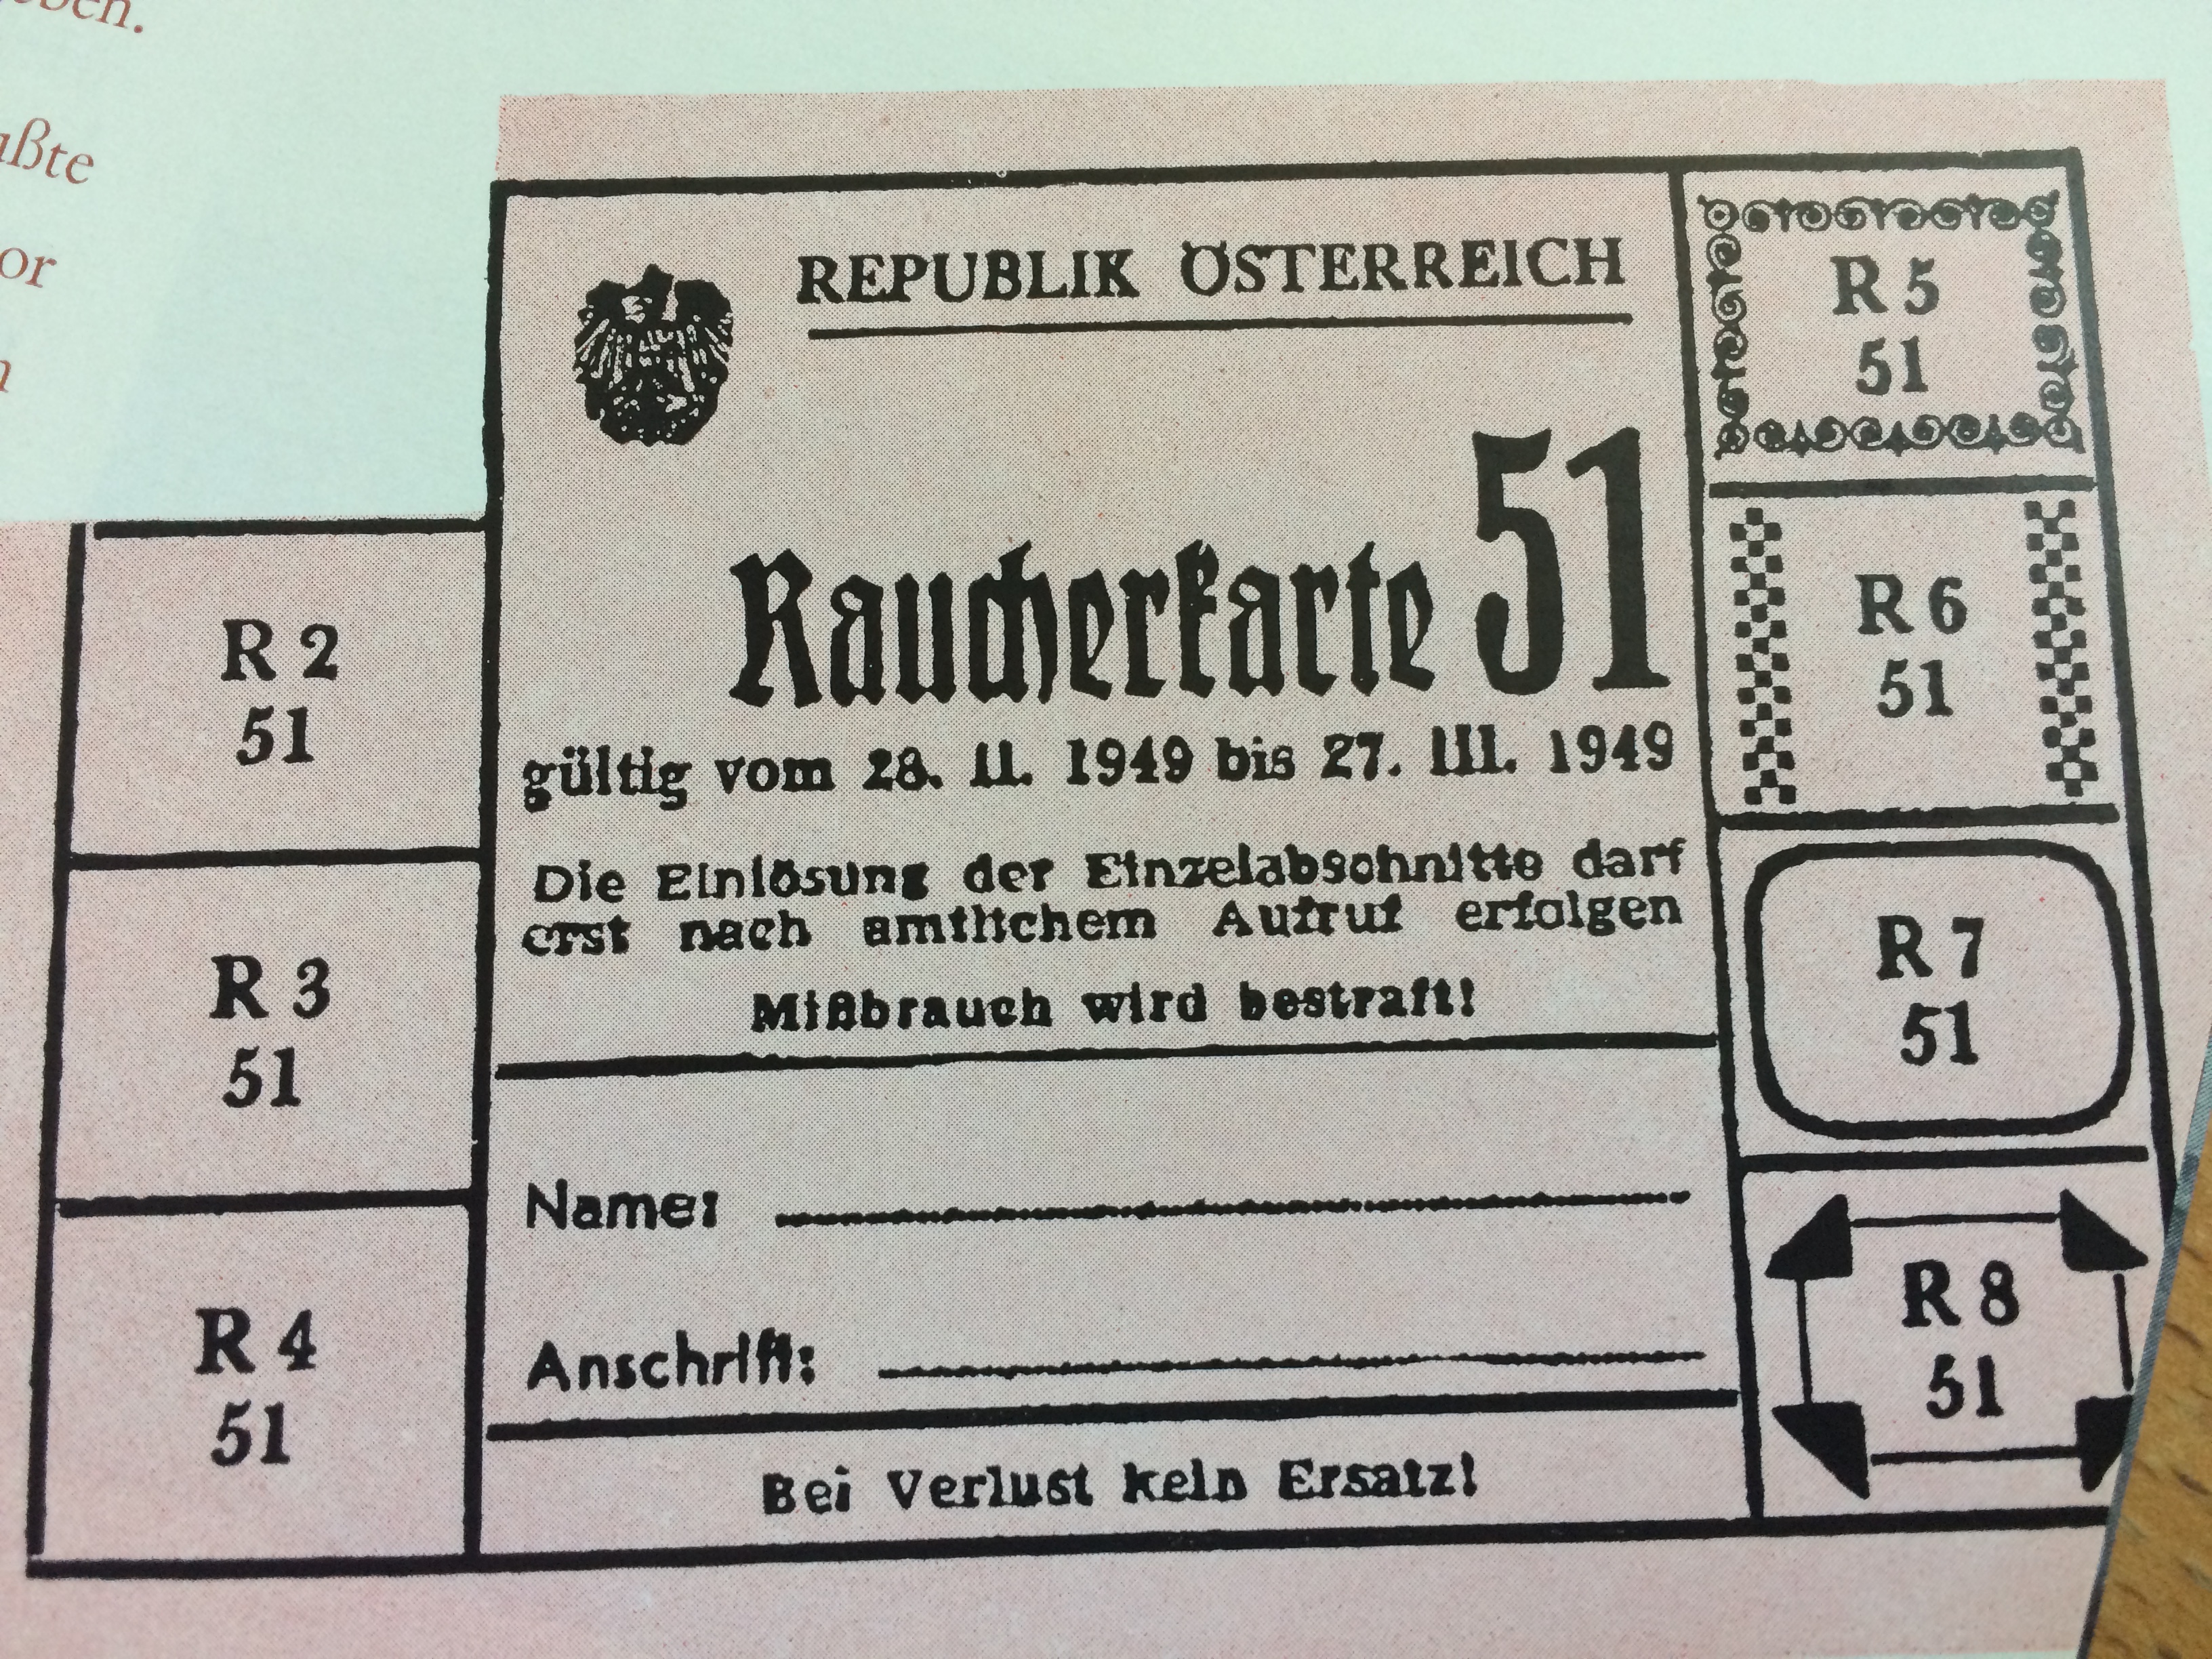 REPUBLIK ÖSTERREICH
Raucherkarte 51
gültig vom 28. II. 1949 bis 27. III. 1949
Die Einlösung der Einzelabschnitte darf
erst nach amtlichem Aufruf erfolgen
Mißbrauch wird bestraft!
Name:
Anschrift:
Bei Verlust kein Ersatz!
R 2
51
R 3
51
R 4
51
R 5
51
R 6
51
R 7
51
R 8
51
or